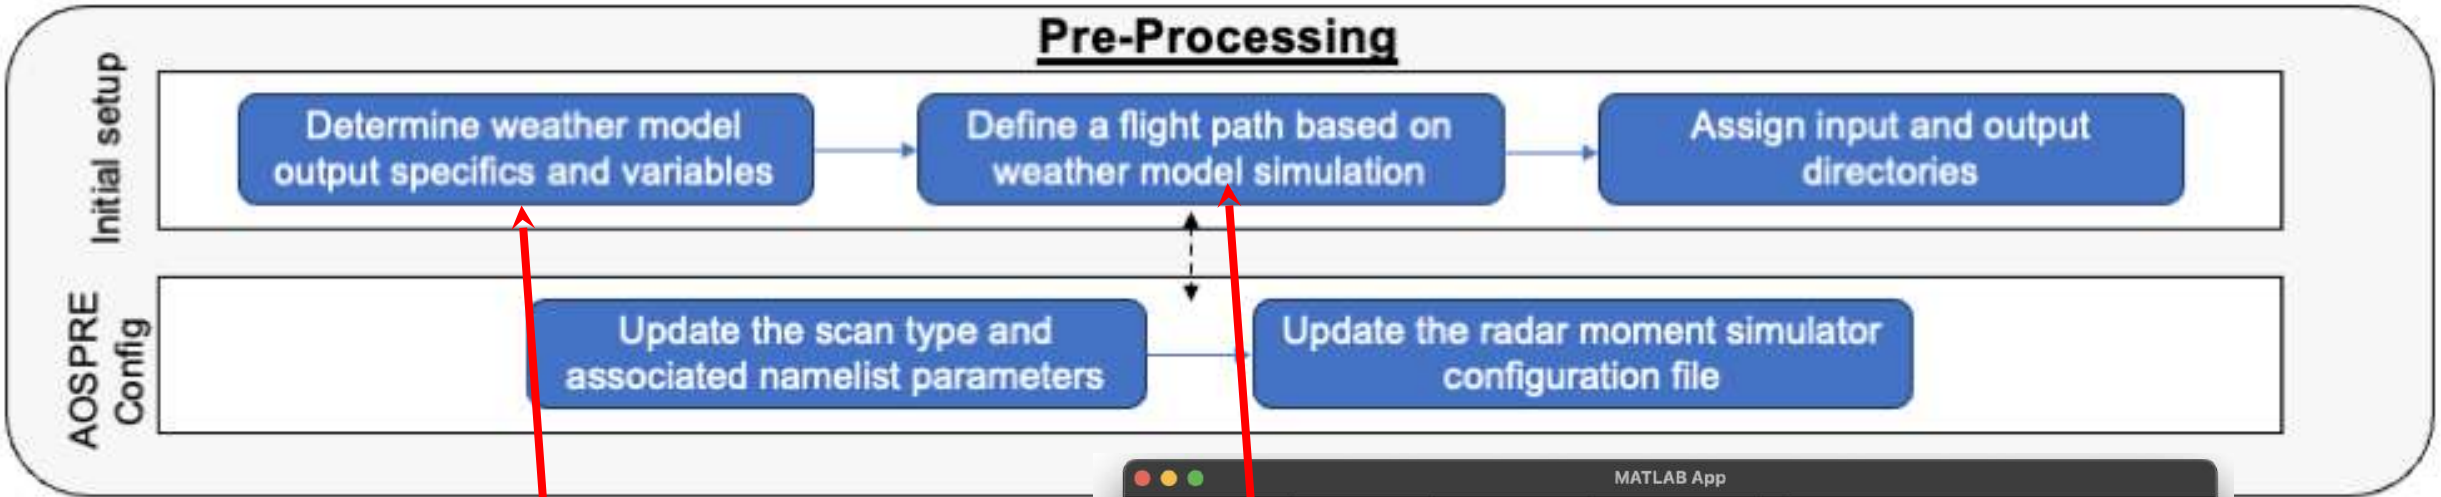 Pre-Processing
Initial setup
Determine weather model
output specifics and variables
Define a flight path based on
weather model simulation
Assign input and output
directories
AOSPRE
Config
Update the scan type and
associated namelist parameters
Update the radar moment simulator
configuration file
MATLAB App